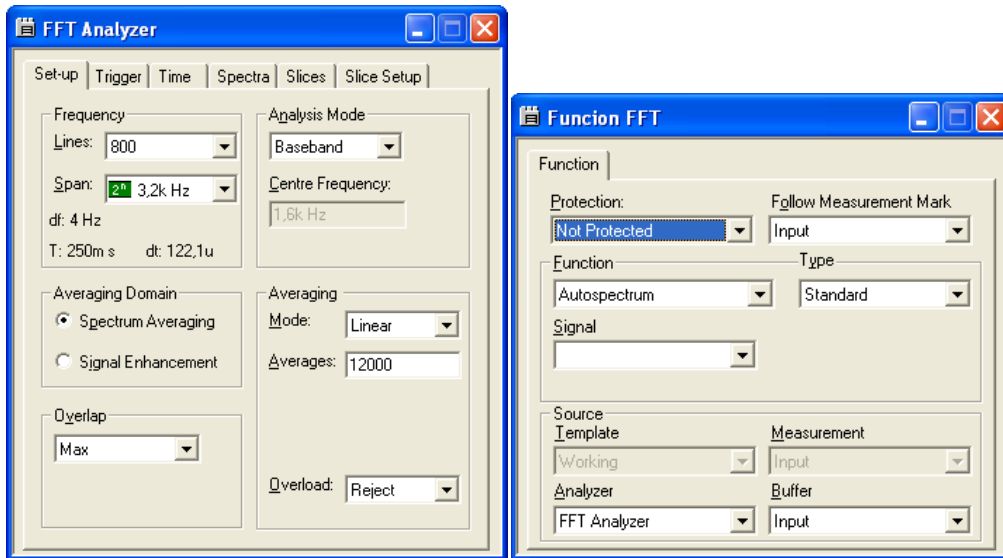 FFT Analyzer
Set-up Trigger Time Spectra Slices Slice Setup
Frequency
Lines: 800
Span: 2ⁿ 3,2k Hz
df: 4 Hz
T: 250m s dt: 122,1u
Analysis Mode
Baseband
Centre Frequency:
1,6k Hz
Averaging Domain
Spectrum Averaging
Signal Enhancement
Averaging
Mode: Linear
Averages: 12000
Overlap
Max
Overload: Reject
Funcion FFT
Function
Protection: Follow Measurement Mark
Not Protected Input
Function Type
Autospectrum Standard
Signal
Source
Template Measurement
Working Input
Analyzer Buffer
FFT Analyzer Input